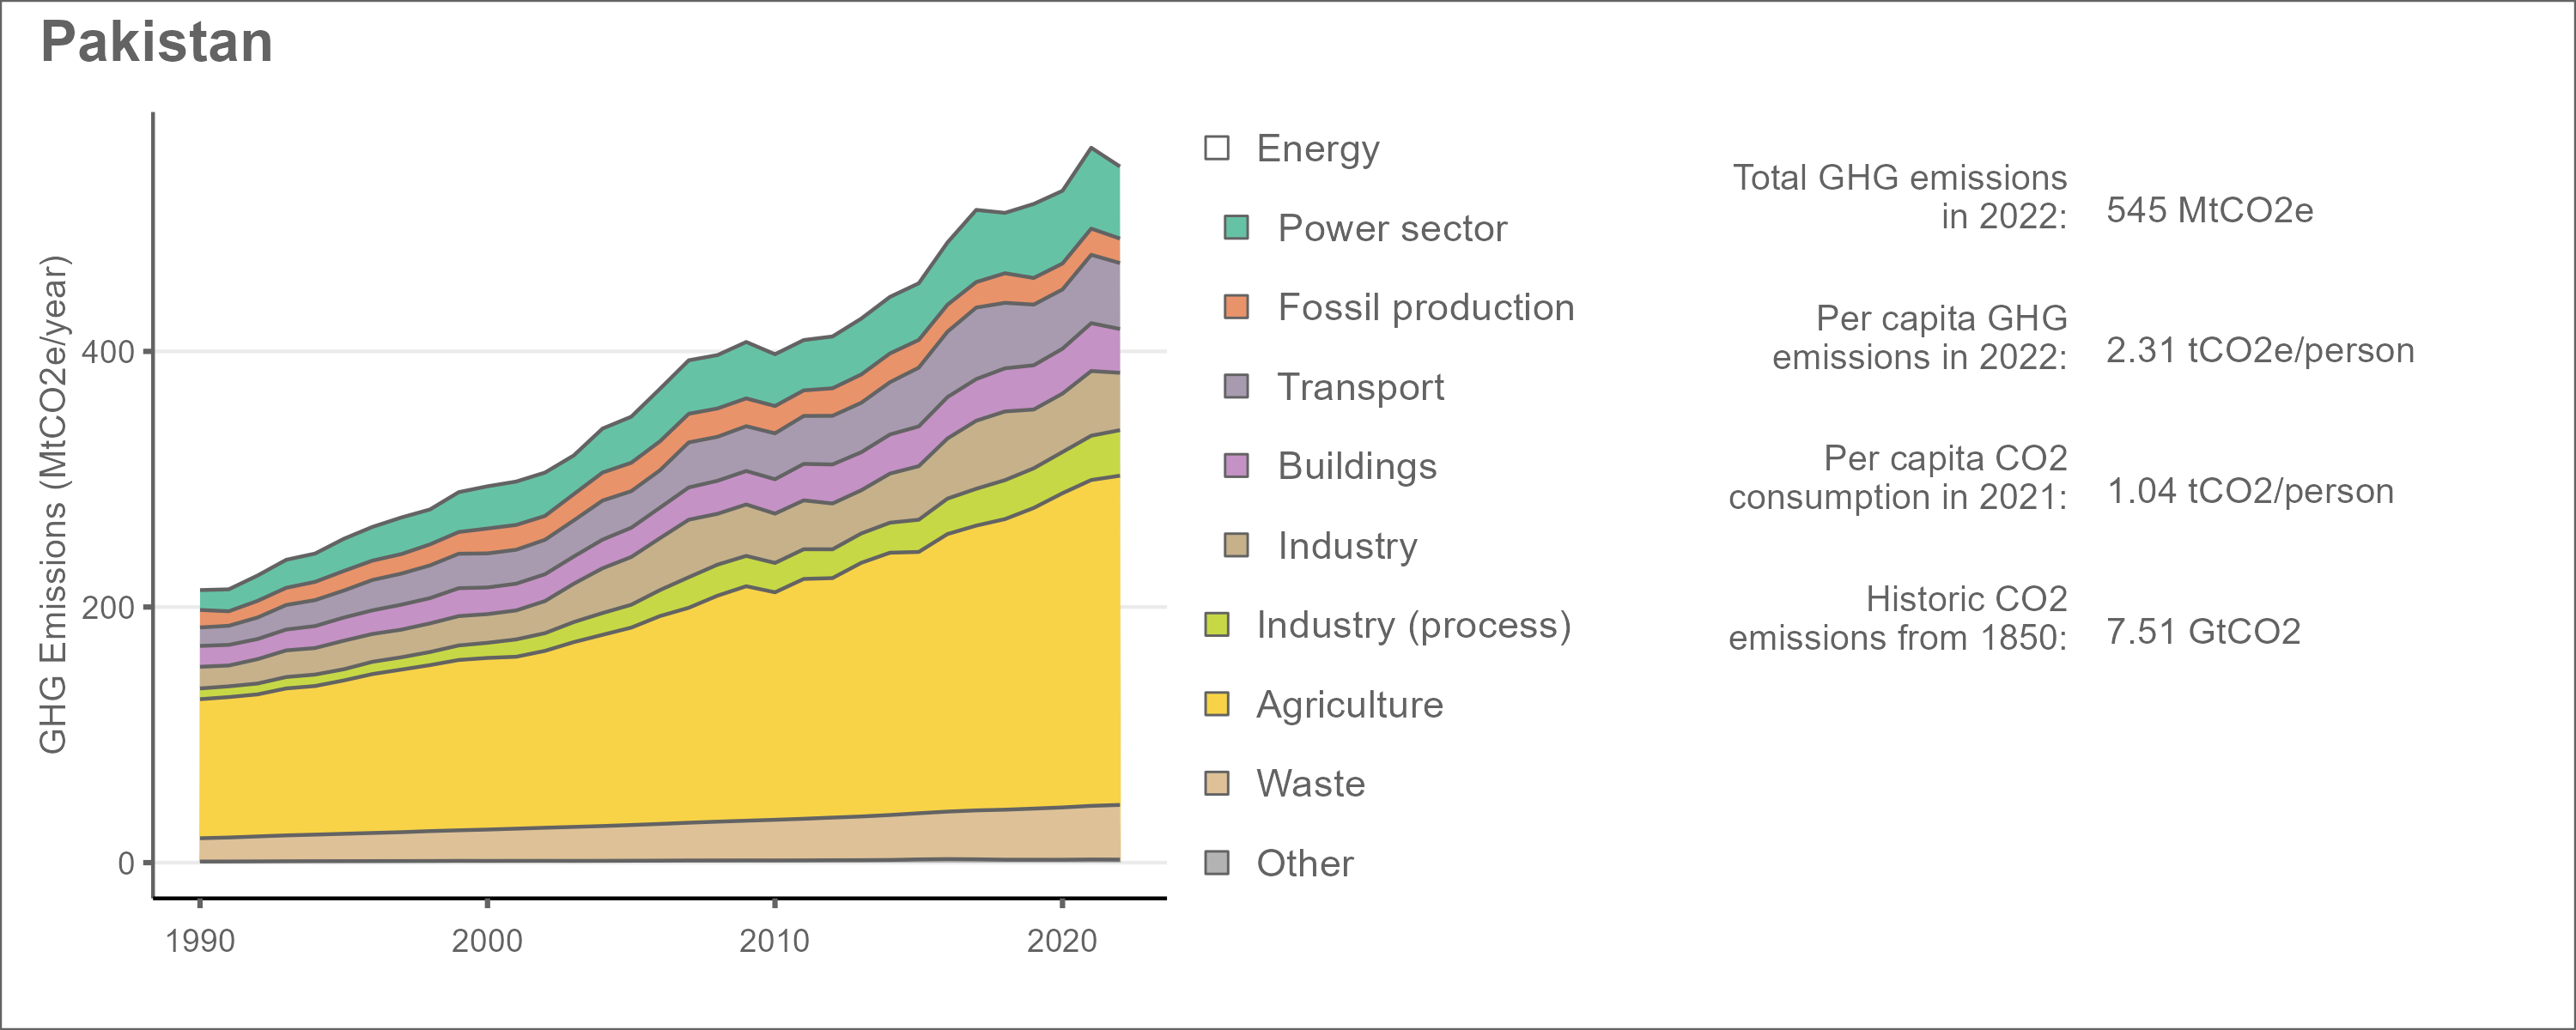 Pakistan
GHG Emissions (MtCO2e/year)
400
200
0
1990
2000
2010
2020
Energy
Power sector
Fossil production
Transport
Buildings
Industry
Industry (process)
Agriculture
Waste
Other
Total GHG emissions
in 2022:
545 MtCO2e
Per capita GHG
emissions in 2022:
2.31 tCO2e/person
Per capita CO2
consumption in 2021:
1.04 tCO2/person
Historic CO2
emissions from 1850:
7.51 GtCO2